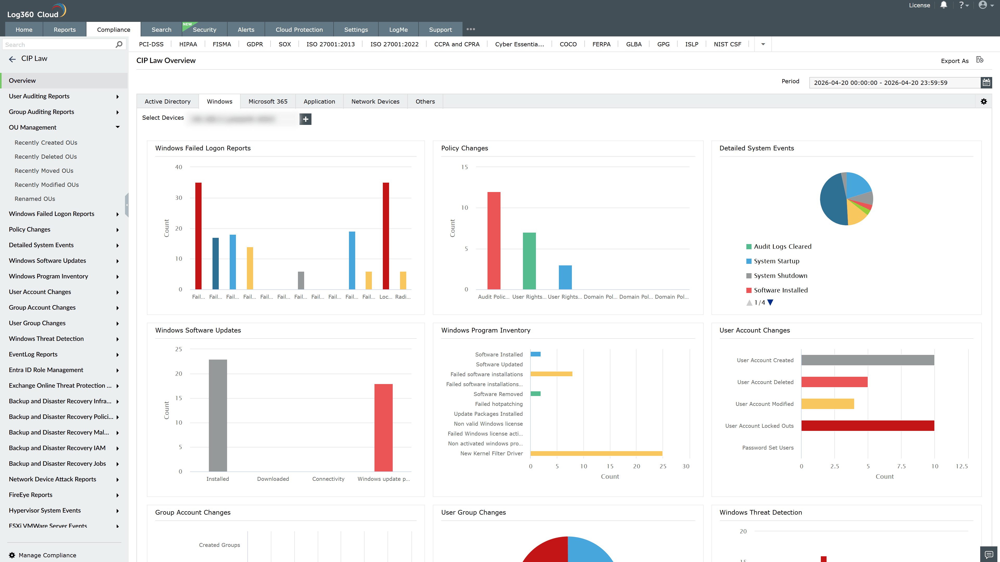 Log360 Cloud
License
?
Home
Reports
Compliance
Search
NEW
Security
Alerts
Cloud Protection
Settings
LogMe
Support
Search
PCI-DSS
HIPAA
FISMA
GDPR
SOX
ISO 27001:2013
ISO 27001:2022
CCPA and CPRA
Cyber Essentia...
COCO
FERPA
GLBA
GPG
ISLP
NIST CSF
CIP Law
CIP Law Overview
Export As
Period
2026-04-20 00:00:00 - 2026-04-20 23:59:59
Overview
User Auditing Reports
Group Auditing Reports
OU Management
Recently Created OUs
Recently Deleted OUs
Recently Moved OUs
Recently Modified OUs
Renamed OUs
Windows Failed Logon Reports
Policy Changes
Detailed System Events
Windows Software Updates
Windows Program Inventory
User Account Changes
Group Account Changes
User Group Changes
Windows Threat Detection
EventLog Reports
Entra ID Role Management
Exchange Online Threat Protection ...
Backup and Disaster Recovery Infra...
Backup and Disaster Recovery Polici...
Backup and Disaster Recovery Mal...
Backup and Disaster Recovery IAM
Backup and Disaster Recovery Jobs
Network Device Attack Reports
FireEye Reports
Hypervisor System Events
ESXi VMWare Server Events
Manage Compliance
Active Directory
Windows
Microsoft 365
Application
Network Devices
Others
Select Devices
Windows Failed Logon Reports
40
30
20
10
0
Count
Fail...
Fail...
Fail...
Fail...
Fail...
Fail...
Fail...
Fail...
Fail...
Fail...
Fail...
Loc...
Radi...
Policy Changes
15
10
5
0
Count
Audit Polic...
User Rights...
User Rights...
Domain Pol...
Domain Pol...
Domain Pol...
Detailed System Events
Audit Logs Cleared
System Startup
System Shutdown
Software Installed
1/4
Windows Software Updates
25
20
15
10
5
0
Count
Installed
Downloaded
Connectivity
Windows update p...
Windows Program Inventory
Software Installed
Software Updated
Failed software installations
Failed software installations...
Software Removed
Failed hotpatching
Update Packages Installed
Non valid Windows license
Failed Windows license acti...
Non activated windows pro...
New Kernel Filter Driver
0
5
10
15
20
25
30
Count
User Account Changes
User Account Created
User Account Deleted
User Account Modified
User Account Locked Outs
Password Set Users
0
2.5
5
7.5
10
12.5
Count
Group Account Changes
Created Groups
User Group Changes
Windows Threat Detection
20
15